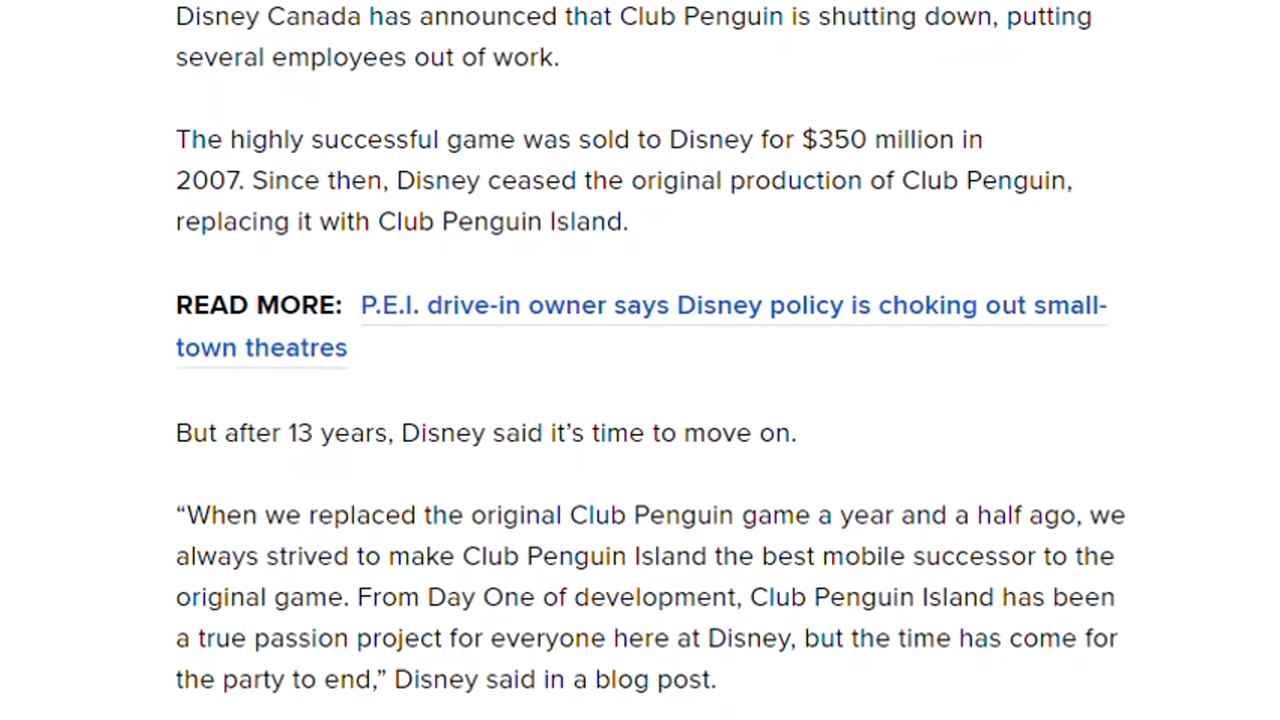 Disney Canada has announced that Club Penguin is shutting down, putting
several employees out of work.
The highly successful game was sold to Disney for $350 million in
2007. Since then, Disney ceased the original production of Club Penguin,
replacing it with Club Penguin Island.
READ MORE: P.E.I. drive-in owner says Disney policy is choking out small-
town theatres
But after 13 years, Disney said it’s time to move on.
“When we replaced the original Club Penguin game a year and a half ago, we
always strived to make Club Penguin Island the best mobile successor to the
original game. From Day One of development, Club Penguin Island has been
a true passion project for everyone here at Disney, but the time has come for
the party to end,” Disney said in a blog post.